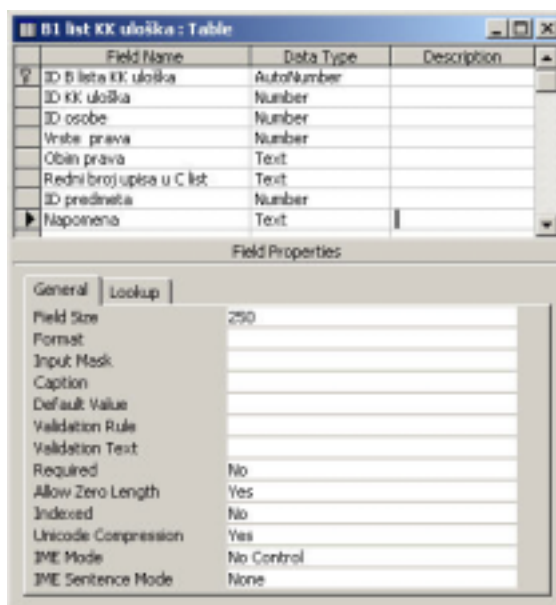 B1 list KK uloška : Table
Field Name Data Type Description
ID B lista KK uloška AutoNumber
ID KK uloška Number
ID osobe Number
Vrste prava Number
Obim prava Text
Redni broj upisa u C list Text
ID predmeta Number
Napomena Text
Field Properties
General Lookup
Field Size 250
Format
Input Mask
Caption
Default Value
Validation Rule
Validation Text
Required No
Allow Zero Length Yes
Indexed No
Unicode Compression Yes
IME Mode No Control
IME Sentence Mode None